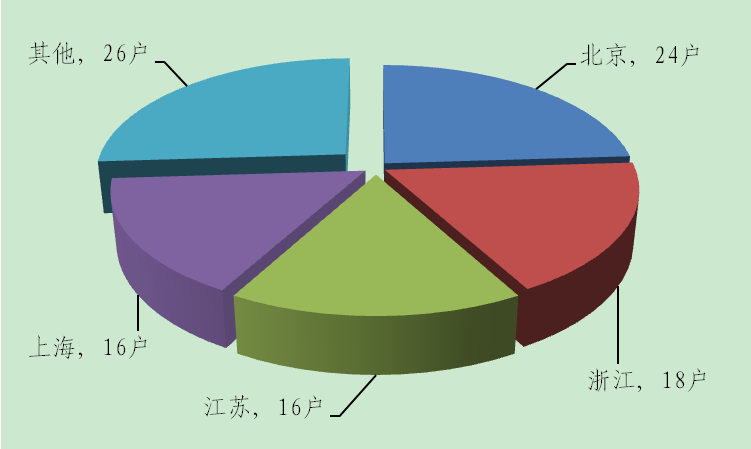 其他，26户
北京，24户
上海，16户
浙江，18户
江苏，16户